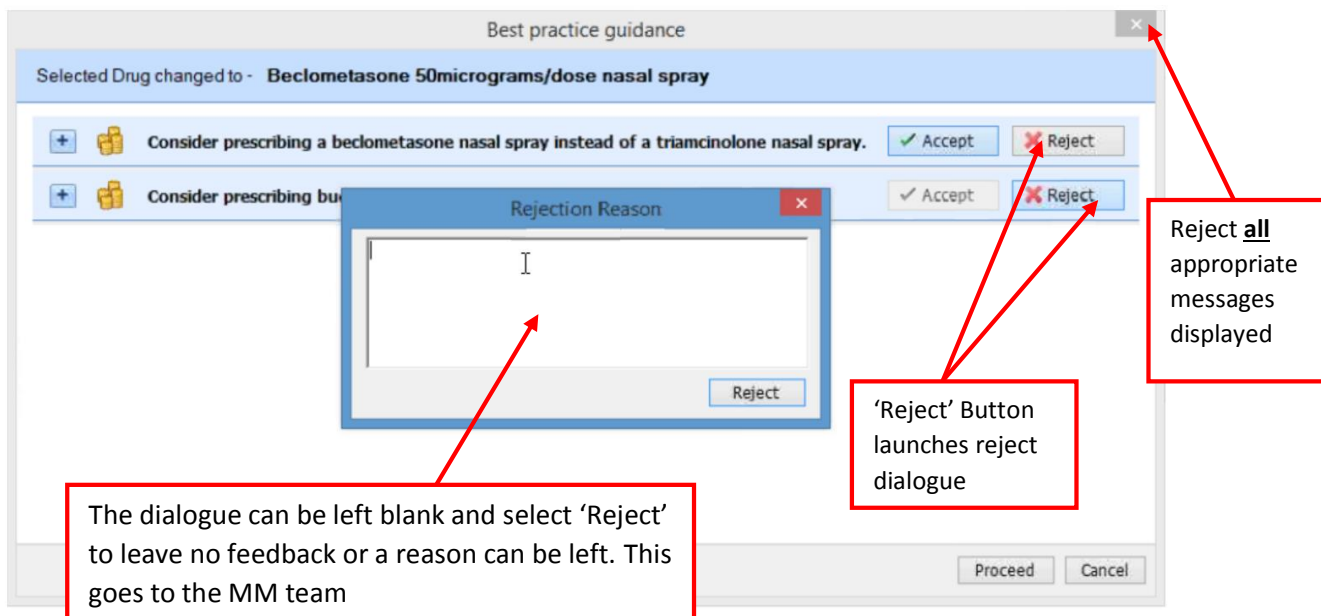 Best practice guidance
Selected Drug changed to - Beclometasone 50micrograms/dose nasal spray
Consider prescribing a beclometasone nasal spray instead of a triamcinolone nasal spray. Accept Reject
Consider prescribing Accept Reject
Rejection Reason
Reject
Reject all
appropriate
messages
displayed
‘Reject’ Button
launches reject
dialogue
The dialogue can be left blank and select ‘Reject’
to leave no feedback or a reason can be left. This
goes to the MM team
Proceed Cancel